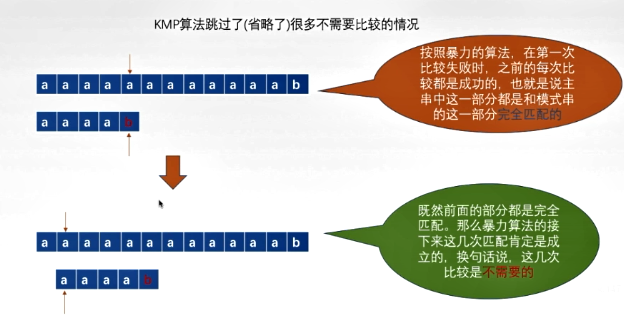 KMP算法跳过了(省略了)很多不需要比较的情况
a a a a a a a a a a a a a b
a a a a b
按照暴力的算法，在第一次
比较失败时，之前的每次比
较都是成功的，也就是说主
串中这一部分都是和模式串
的这一部分完全匹配的
a a a a a a a a a a a a a b
a a a a b
既然前面的部分都是完全
匹配。那么暴力算法的接
下来这几次匹配肯定是成
立的，换句话说，这几次
比较是不需要的